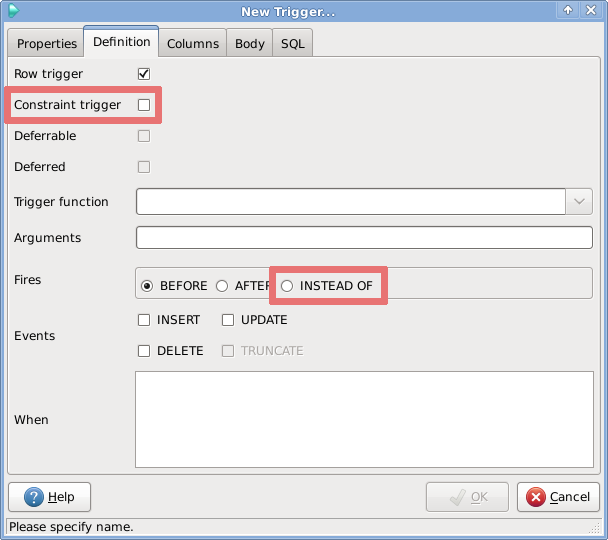 New Trigger...
Properties Definition Columns Body SQL
Row trigger
Constraint trigger
Deferrable
Deferred
Trigger function
Arguments
Fires BEFORE AFTER INSTEAD OF
INSERT UPDATE
Events
DELETE TRUNCATE
When
Help OK Cancel
Please specify name.